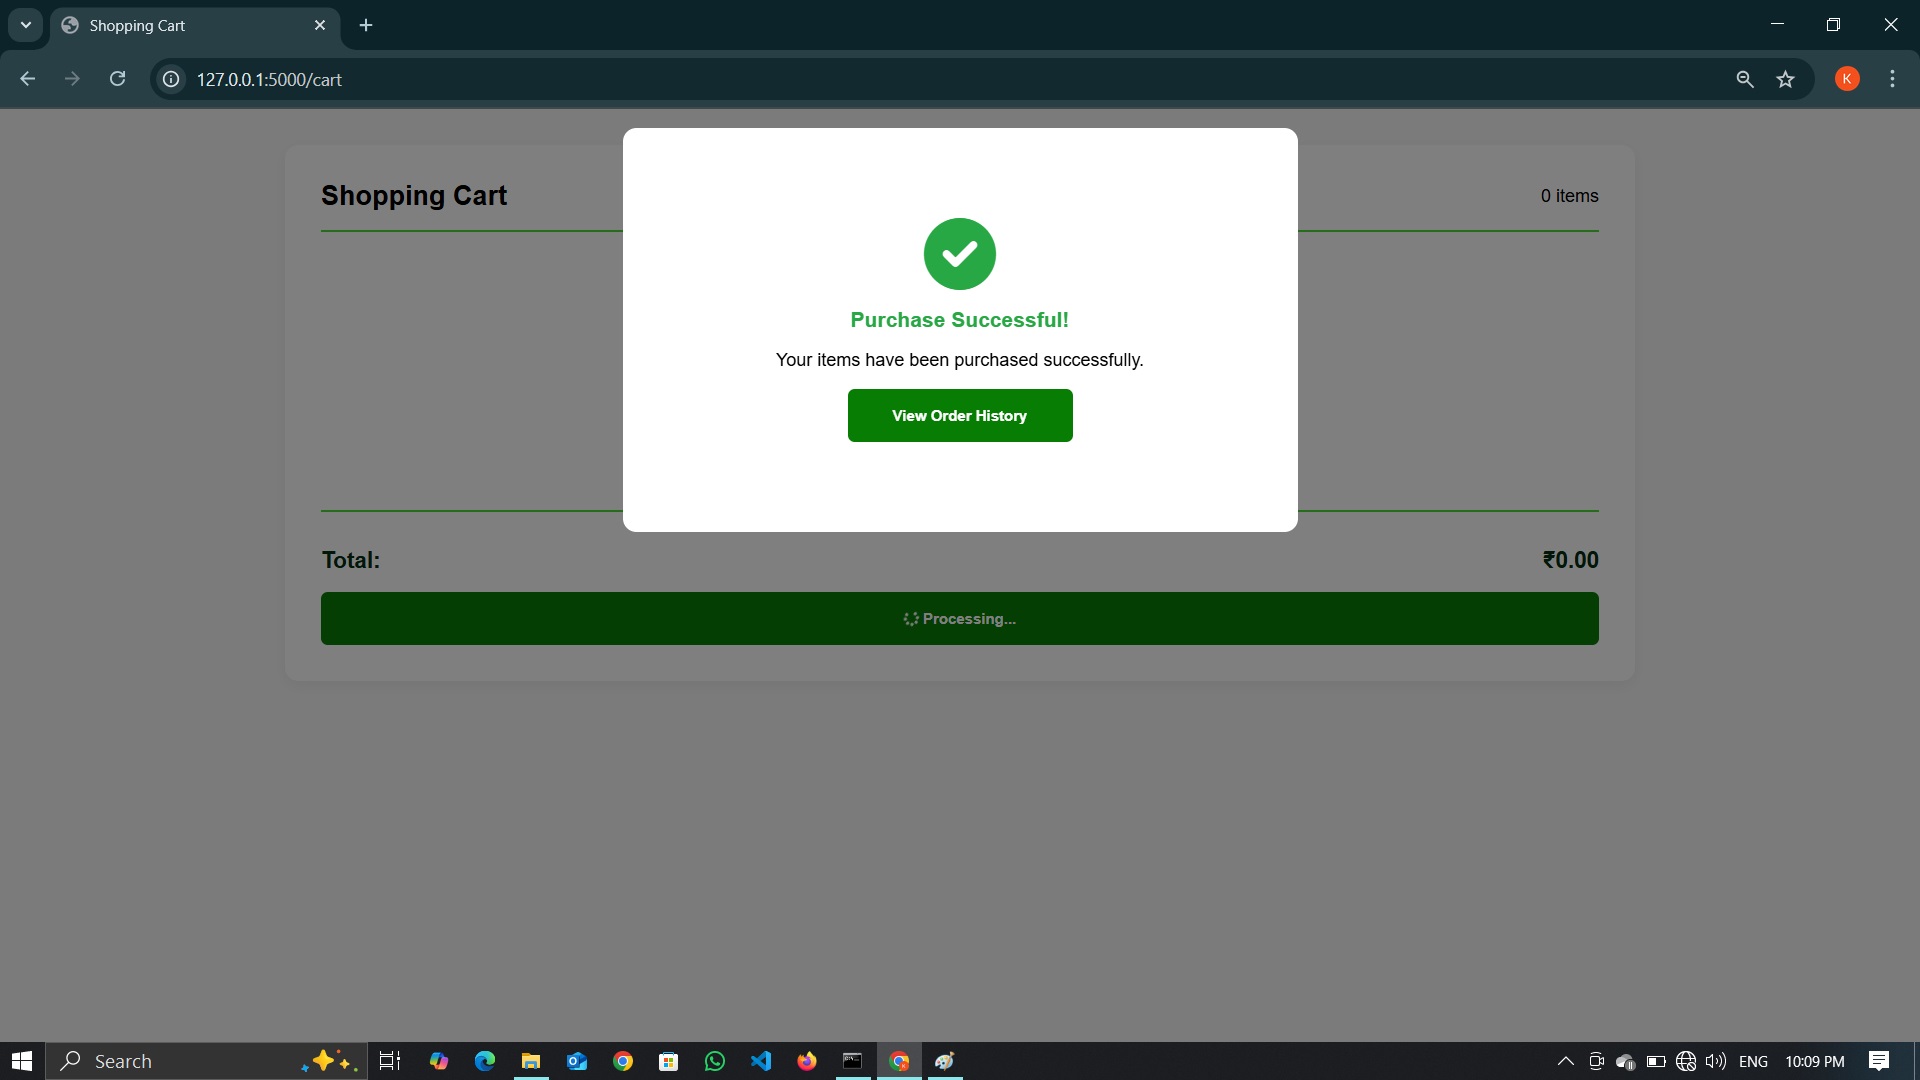 Shopping Cart
127.0.0.1:5000/cart
K
Shopping Cart
0 items
Purchase Successful!
Your items have been purchased successfully.
View Order History
Total:
₹0.00
Processing...
Search
ENG
10:09 PM